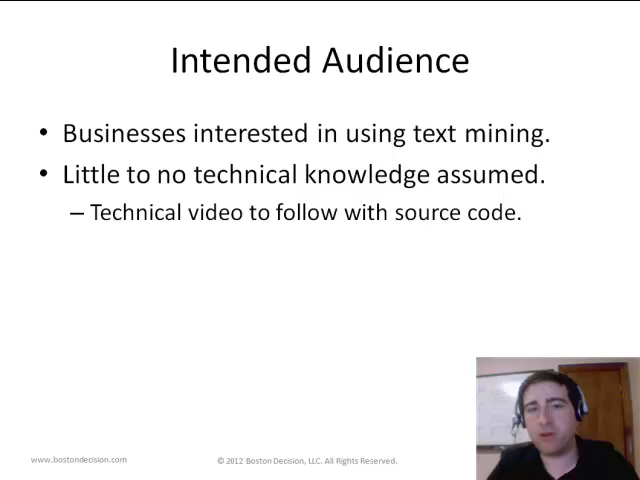 Intended Audience
• Businesses interested in using text mining.
• Little to no technical knowledge assumed.
– Technical video to follow with source code.
www.bostondecision.com
© 2012 Boston Decision, LLC. All Rights Reserved.